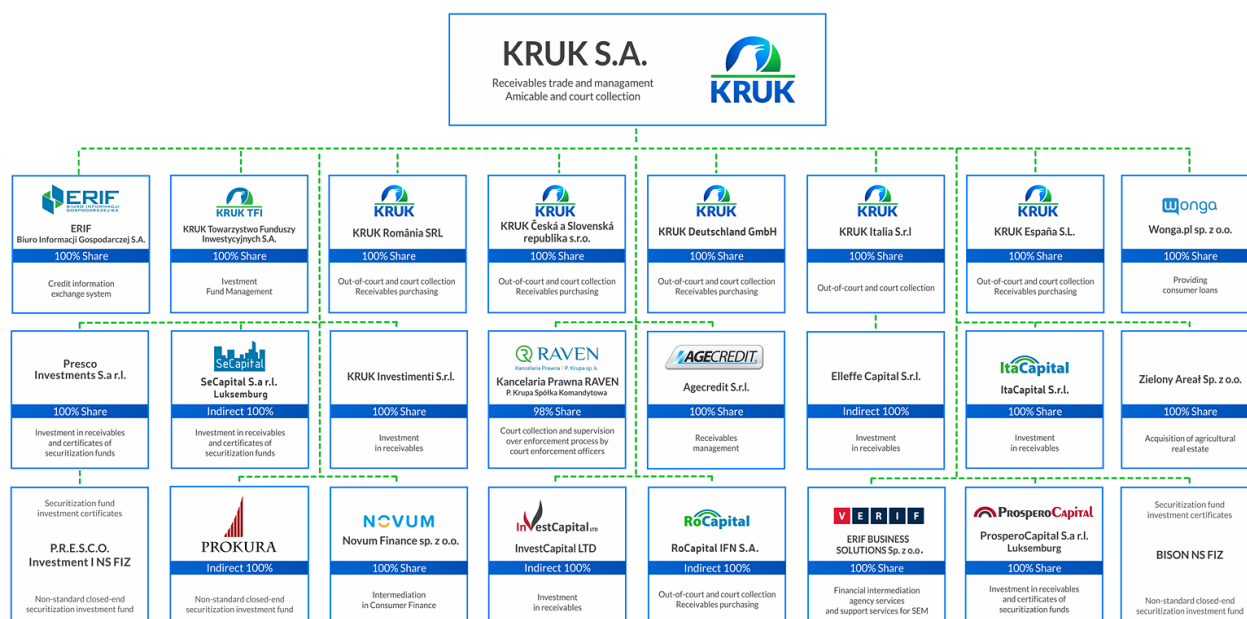 KRUK S.A.
Receivables trade and managament
Amicable and court collection
KRUK
ERIF
BIURO INFORMACJI
GOSPODARCZEJ SA
ERIF
Biuro Informacji Gospodarczej S.A.
100% Share
Credit information
exchange system
KRUK TFI
KRUK Towarzystwo Funduszy
Inwestycyjnych S.A.
100% Share
Ivestment
Fund Management
KRUK
KRUK România SRL
100% Share
Out-of-court and court collection
Receivables purchasing
KRUK
KRUK Česká a Slovenská
republika s.r.o.
100% Share
Out-of-court and court collection
Receivables purchasing
KRUK
KRUK Deutschland GmbH
100% Share
Out-of-court and court collection
Receivables purchasing
KRUK
KRUK Italia S.r.l
100% Share
Out-of-court and court collection
KRUK
KRUK España S.L.
100% Share
Out-of-court and court collection
Receivables purchasing
wonga
Wonga.pl sp. z o.o.
100% Share
Providing
consumer loans
Presco
Investments S.a r.l.
100% Share
Investment in receivables
and certificates of
securitization funds
SeCapital
SeCapital S.a r.l.
Luksemburg
Indirect 100%
Investment in receivables
and certificates of
securitization funds
KRUK Investimenti S.r.l.
100% Share
Investment
in receivables
RAVEN
Kancelaria Prawna | P. Krupa sp. k.
Kancelaria Prawna RAVEN
P. Krupa Spółka Komandytowa
98% Share
Court collection and supervision
over enforcement process by
court enforcement officers
AGECREDIT
Agecredit S.r.l.
100% Share
Receivables
management
Elleffe Capital S.r.l.
Indirect 100%
Investment
in receivables
ItaCapital
ItaCapital S.r.l.
100% Share
Investment
in receivables
Zielony Areał Sp. z o.o.
100% Share
Acquisition of agricultural
real estate
Securitization fund
investment certificates
P.R.E.S.C.O.
Investment I NS FIZ
Non-standard closed-end
securitization investment fund
PROKURA
Indirect 100%
Non-standard closed-end
securitization investment fund
NOVUM
Novum Finance sp. z o.o.
100% Share
Intermediation
in Consumer Finance
InVestCapital LTD
InvestCapital LTD
Indirect 100%
Investment
in receivables
RoCapital
RoCapital IFN S.A.
Indirect 100%
Out-of-court and court collection
Receivables purchasing
VERIF
ERIF BUSINESS
SOLUTIONS Sp. z o.o.
100% Share
Financial intermediation
agency services
and support services for SEM
PROSPEROCAPITAL
ProsperoCapital S.a r.l.
Luksemburg
100% Share
Investment in receivables
and certificates of
securitization funds
Securitization fund
investment certificates
BISON NS FIZ
Non-standard closed-end
securitization investment fund